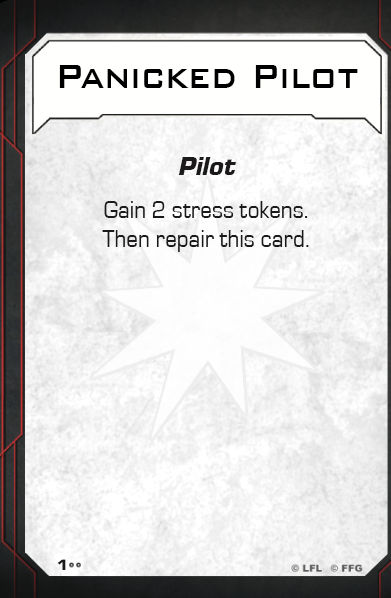 Panicked Pilot
Pilot
Gain 2 stress tokens.
Then repair this card.
1°°
© LFL © FFG